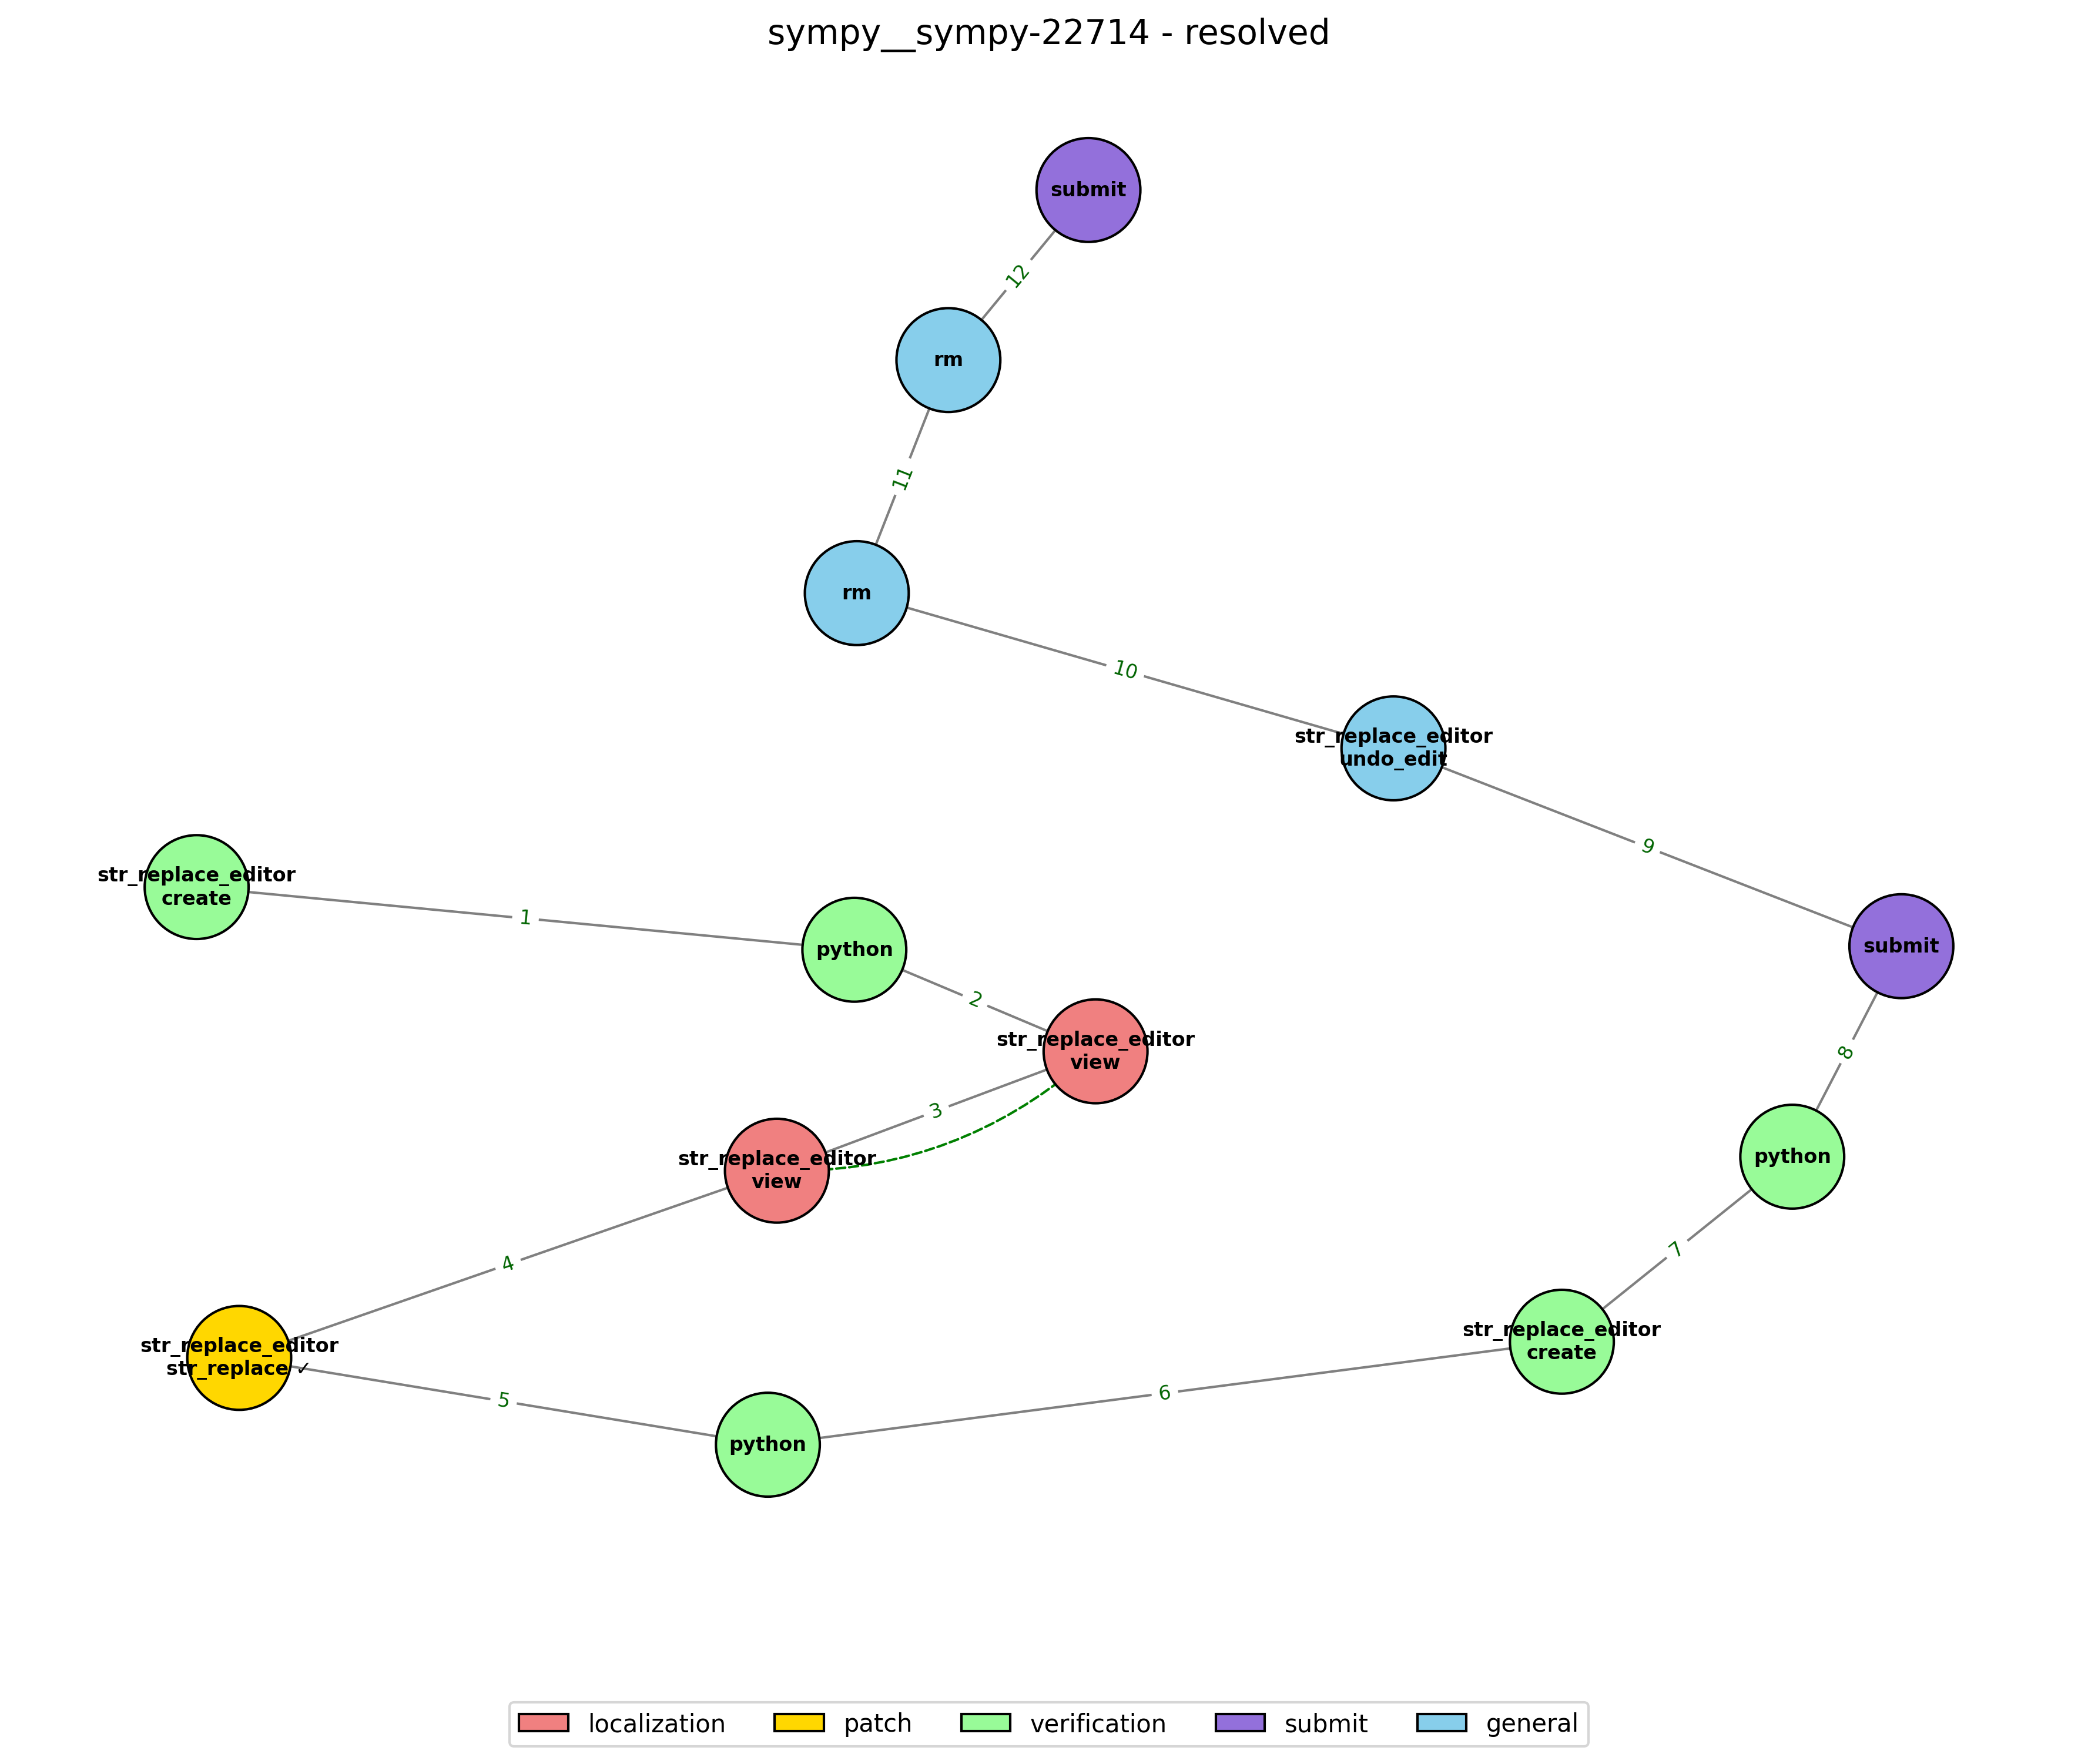 sympy__sympy-22714 - resolved
submit
12
rm
11
rm
10
str_replace_editor
undo_edit
9
str_replace_editor
create
1
python
submit
2
str_replace_editor
view
8
3
str_replace_editor
view
python
4
7
str_replace_editor
str_replace ✓
str_replace_editor
create
5
6
python
localization
patch
verification
submit
general